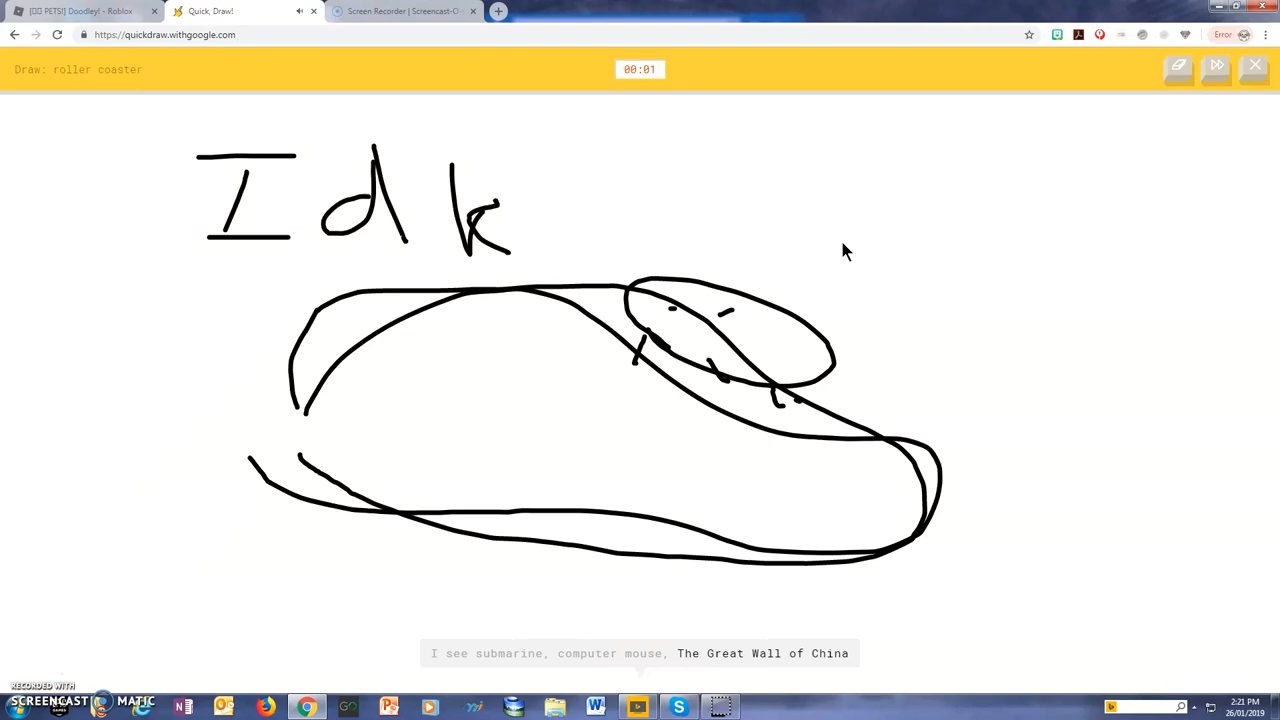 [ PETS!] Doodley! - Roblox
Quick, Draw!
Screen Recorder | Screencast-O
https://quickdraw.withgoogle.com
Error
Draw: roller coaster
00:01
Idk
I see submarine, computer mouse, The Great Wall of China
RECORDED WITH
SCREENCAST MATIC
2:21 PM
26/01/2019